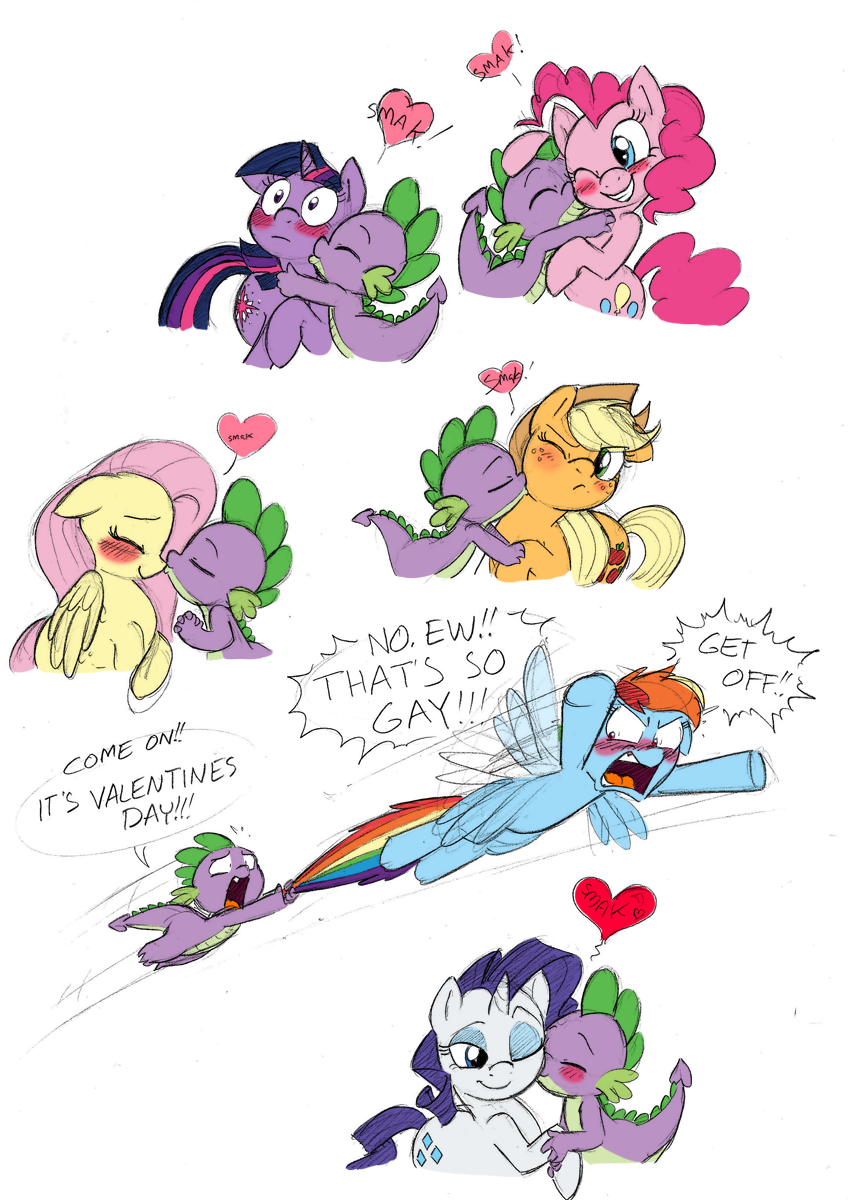 SMAK!
SMAK!
Smak!
smak
NO, EW!!
THAT'S SO
GAY!!!
GET
OFF!!
COME ON!!
IT'S VALENTINES
DAY!!!
SMAK